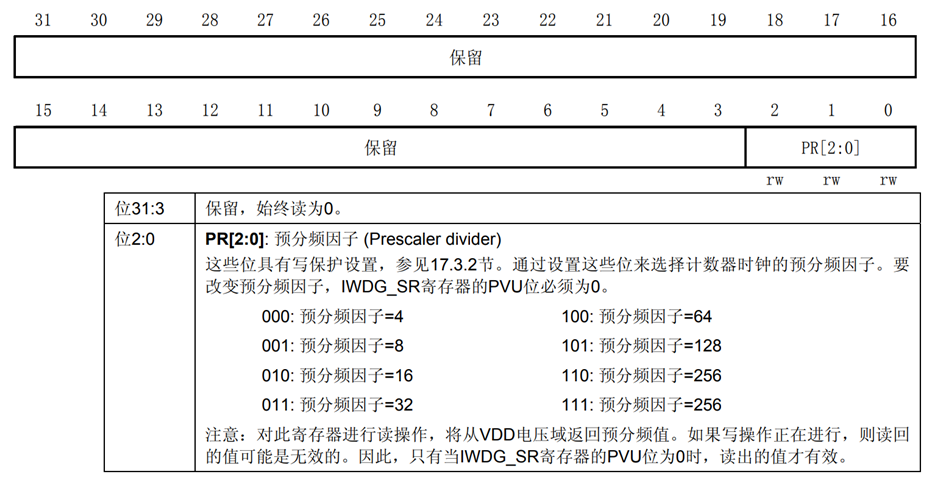 31 30 29 28 27 26 25 24 23 22 21 20 19 18 17 16
保留
15 14 13 12 11 10 9 8 7 6 5 4 3 2 1 0
保留 PR[2:0]
rw rw rw
位31:3 保留，始终读为0。
位2:0 PR[2:0]: 预分频因子 (Prescaler divider)
这些位具有写保护设置，参见17.3.2节。通过设置这些位来选择计数器时钟的预分频因子。要
改变预分频因子，IWDG_SR寄存器的PVU位必须为0。
000: 预分频因子=4 100: 预分频因子=64
001: 预分频因子=8 101: 预分频因子=128
010: 预分频因子=16 110: 预分频因子=256
011: 预分频因子=32 111: 预分频因子=256
注意：对此寄存器进行读操作，将从VDD电压域返回预分频值。如果写操作正在进行，则读回
的值可能是无效的。因此，只有当IWDG_SR寄存器的PVU位为0时，读出的值才有效。